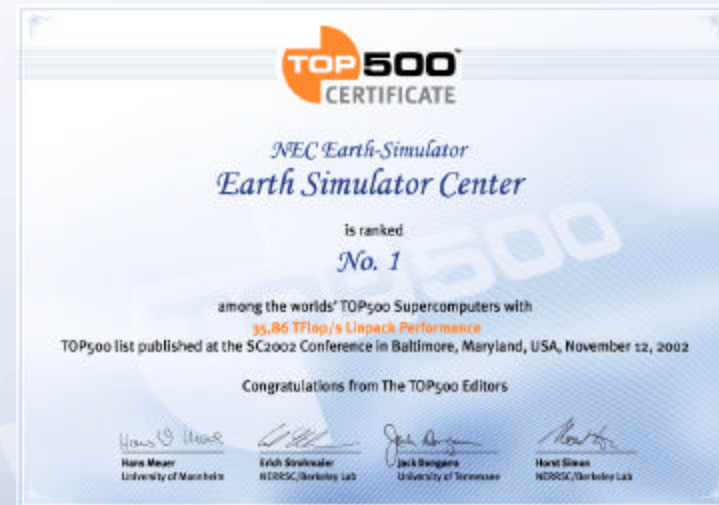 TOP500™
CERTIFICATE
NEC Earth-Simulator
Earth Simulator Center
is ranked
No. 1
among the worlds' TOP500 Supercomputers with
35.86 TFlop/s Linpack Performance
TOP500 list published at the SC2002 Conference in Baltimore, Maryland, USA, November 12, 2002
Congratulations from The TOP500 Editors
Hans Meuer
Erich Strohmaier
Jack Dongarra
Horst Simon
University of Mannheim
NERSC/Berkeley Lab
University of Tennessee
NERSC/Berkeley Lab